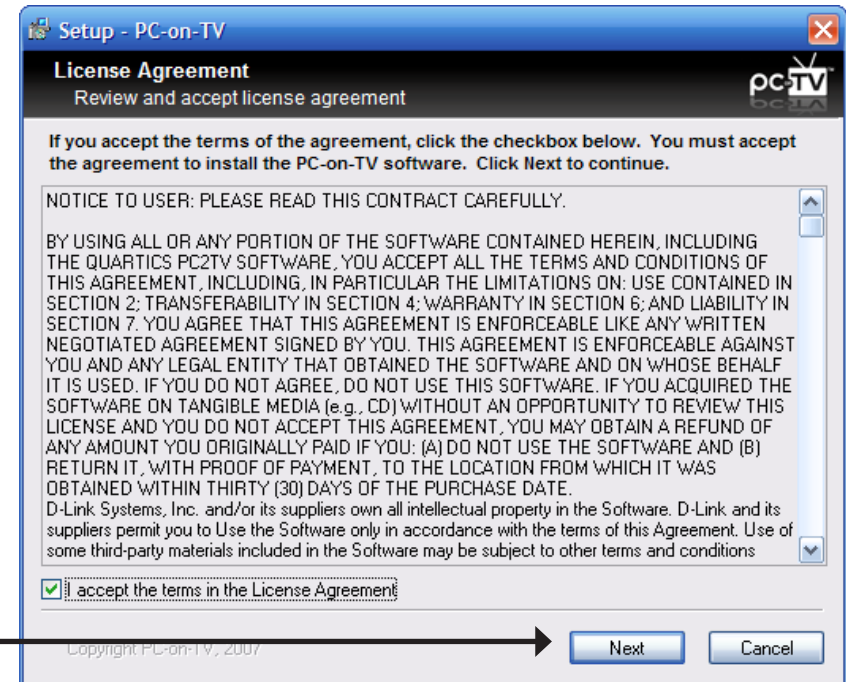 Setup - PC-on-TV
License Agreement
Review and accept license agreement
pc-TV
If you accept the terms of the agreement, click the checkbox below. You must accept
the agreement to install the PC-on-TV software. Click Next to continue.
NOTICE TO USER: PLEASE READ THIS CONTRACT CAREFULLY.
BY USING ALL OR ANY PORTION OF THE SOFTWARE CONTAINED HEREIN, INCLUDING
THE QUARTICS PC2TV SOFTWARE, YOU ACCEPT ALL THE TERMS AND CONDITIONS OF
THIS AGREEMENT, INCLUDING, IN PARTICULAR THE LIMITATIONS ON: USE CONTAINED IN
SECTION 2; TRANSFERABILITY IN SECTION 4; WARRANTY IN SECTION 6; AND LIABILITY IN
SECTION 7. YOU AGREE THAT THIS AGREEMENT IS ENFORCEABLE LIKE ANY WRITTEN
NEGOTIATED AGREEMENT SIGNED BY YOU. THIS AGREEMENT IS ENFORCEABLE AGAINST
YOU AND ANY LEGAL ENTITY THAT OBTAINED THE SOFTWARE AND ON WHOSE BEHALF
IT IS USED. IF YOU DO NOT AGREE, DO NOT USE THIS SOFTWARE. IF YOU ACQUIRED THE
SOFTWARE ON TANGIBLE MEDIA (e.g., CD) WITHOUT AN OPPORTUNITY TO REVIEW THIS
LICENSE AND YOU DO NOT ACCEPT THIS AGREEMENT, YOU MAY OBTAIN A REFUND OF
ANY AMOUNT YOU ORIGINALLY PAID IF YOU: (A) DO NOT USE THE SOFTWARE AND (B)
RETURN IT, WITH PROOF OF PAYMENT, TO THE LOCATION FROM WHICH IT WAS
OBTAINED WITHIN THIRTY (30) DAYS OF THE PURCHASE DATE.
D-Link Systems, Inc. and/or its suppliers own all intellectual property in the Software. D-Link and its
suppliers permit you to Use the Software only in accordance with the terms of this Agreement. Use of
some third-party materials included in the Software may be subject to other terms and conditions
I accept the terms in the License Agreement
Copyright PC-on-TV, 2007
Next
Cancel